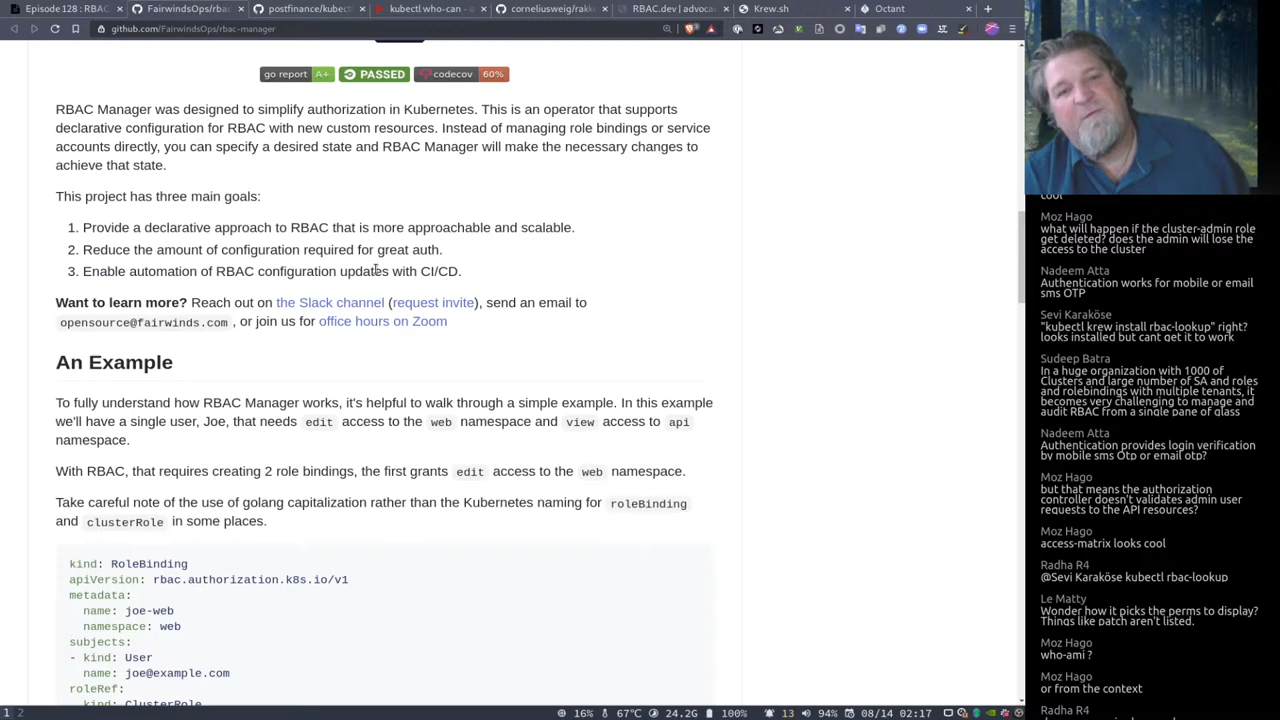 Episode 128 : RBAC
FairwindsOps/rbac
postfinance/kubectl
kubectl who-can -
corneliusweig/rakke
RBAC.dev | advocac
Krew.sh
Octant
github.com/FairwindsOps/rbac-manager
go report A+ PASSED codecov 60%
RBAC Manager was designed to simplify authorization in Kubernetes. This is an operator that supports
declarative configuration for RBAC with new custom resources. Instead of managing role bindings or service
accounts directly, you can specify a desired state and RBAC Manager will make the necessary changes to
achieve that state.
This project has three main goals:
1. Provide a declarative approach to RBAC that is more approachable and scalable.
2. Reduce the amount of configuration required for great auth.
3. Enable automation of RBAC configuration updates with CI/CD.
Want to learn more? Reach out on the Slack channel (request invite), send an email to
opensource@fairwinds.com , or join us for office hours on Zoom
An Example
To fully understand how RBAC Manager works, it's helpful to walk through a simple example. In this example
we'll have a single user, Joe, that needs edit access to the web namespace and view access to api
namespace.
With RBAC, that requires creating 2 role bindings, the first grants edit access to the web namespace.
Take careful note of the use of golang capitalization rather than the Kubernetes naming for roleBinding
and clusterRole in some places.
kind: RoleBinding
apiVersion: rbac.authorization.k8s.io/v1
metadata:
name: joe-web
namespace: web
subjects:
- kind: User
name: joe@example.com
roleRef:
kind: ClusterRole
cool
Moz Hago
what will happen if the cluster-admin role
get deleted? does the admin will lose the
access to the cluster
Nadeem Atta
Authentication works for mobile or email
sms OTP
Sevi Karaköse
"kubectl krew install rbac-lookup" right?
looks installed but cant get it to work
Sudeep Batra
In a huge organization with 1000 of
Clusters and large number of SA and roles
and rolebindings with multiple tenants, it
becomes very challenging to manage and
audit RBAC from a single pane of glass
Nadeem Atta
Authentication provides login verification
by mobile sms Otp or email otp?
Moz Hago
but that means the authorization
controller doesn't validates admin user
requests to the API resources?
Moz Hago
access-matrix looks cool
Radha R4
@Sevi Karaköse kubectl rbac-lookup
Le Matty
Wonder how it picks the perms to display?
Things like patch aren't listed.
Moz Hago
who-ami ?
Moz Hago
or from the context
Radha R4
1 2
16% 67°C 24.2G 100% 13 94% 08/14 02:17